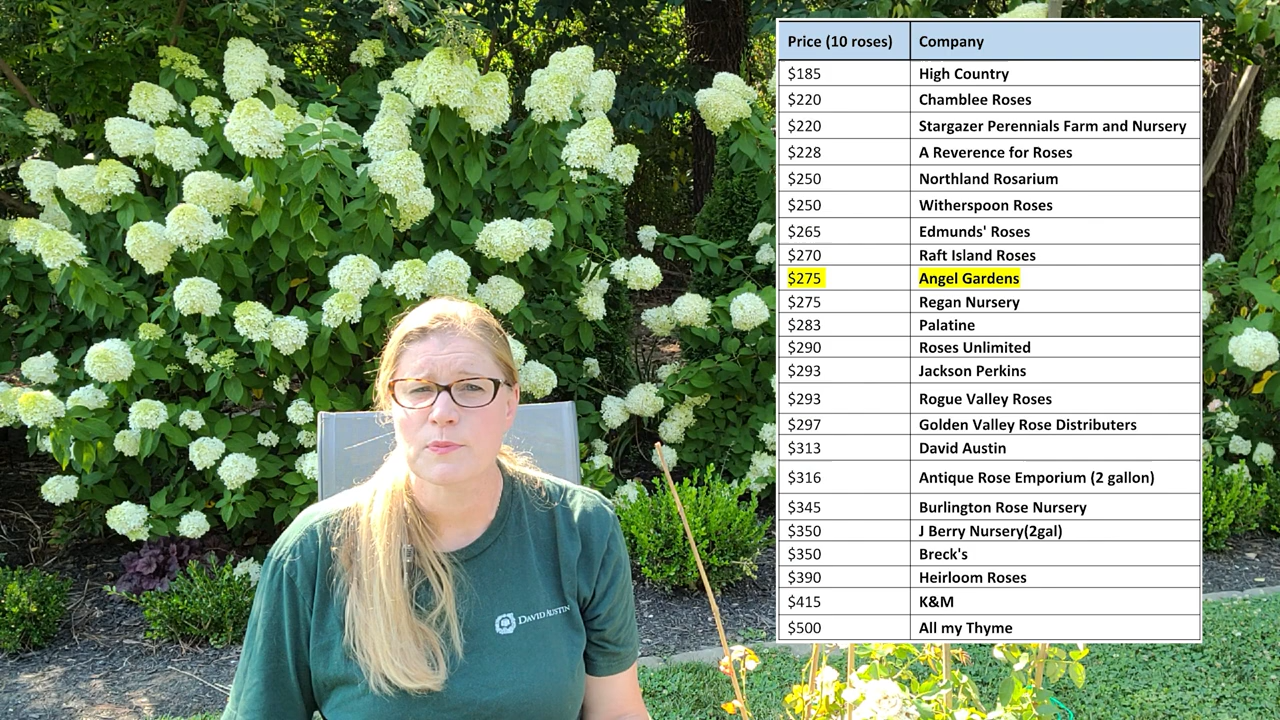 Price (10 roses) Company
$185 High Country
$220 Chamblee Roses
$220 Stargazer Perennials Farm and Nursery
$228 A Reverence for Roses
$250 Northland Rosarium
$250 Witherspoon Roses
$265 Edmunds' Roses
$270 Raft Island Roses
$275 Angel Gardens
$275 Regan Nursery
$283 Palatine
$290 Roses Unlimited
$293 Jackson Perkins
$293 Rogue Valley Roses
$297 Golden Valley Rose Distributers
$313 David Austin
$316 Antique Rose Emporium (2 gallon)
$345 Burlington Rose Nursery
$350 J Berry Nursery(2gal)
$350 Breck's
$390 Heirloom Roses
$415 K&M
$500 All my Thyme
DAVID AUSTIN